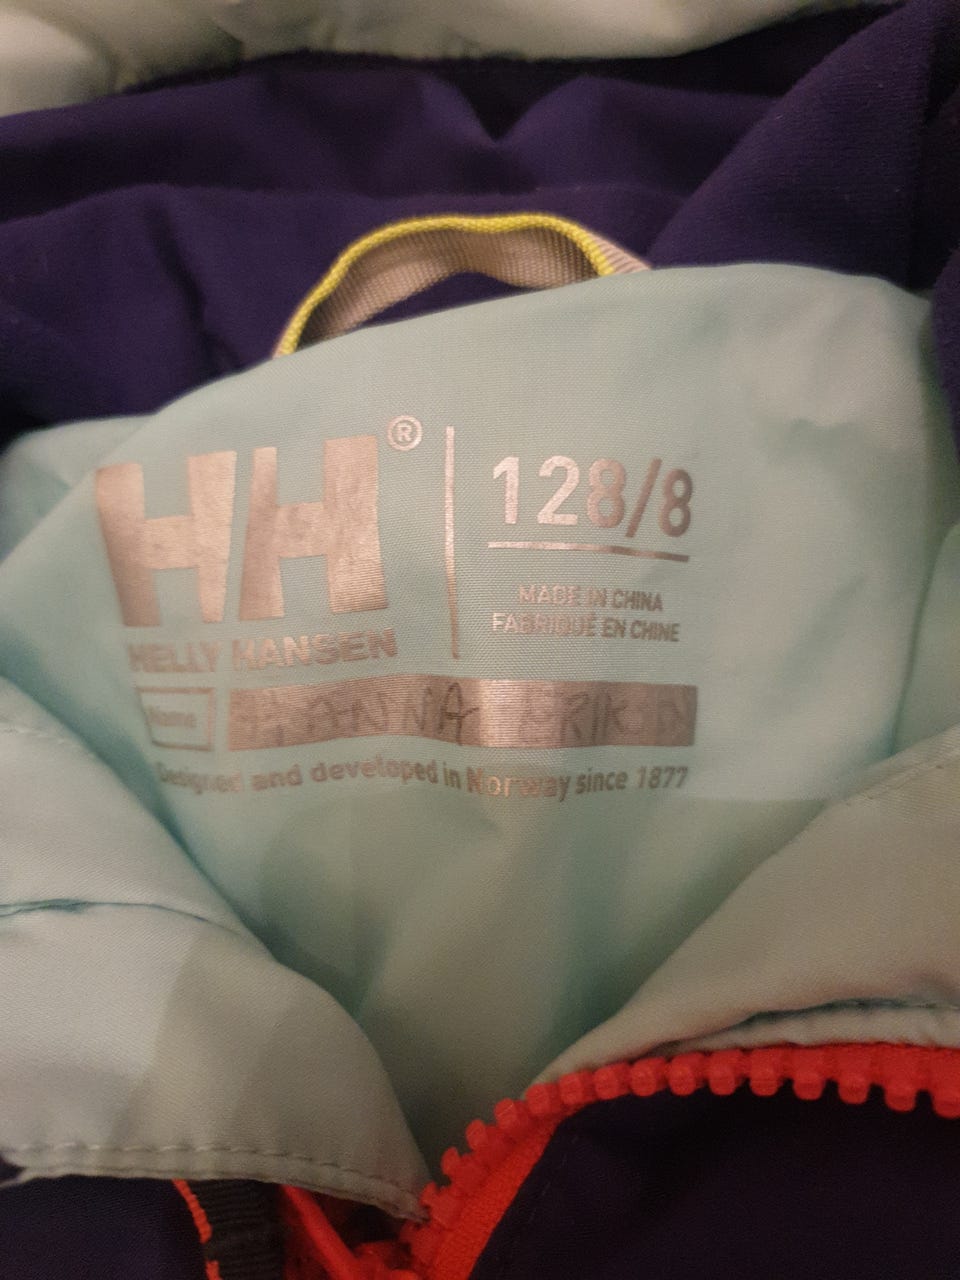 HH®
HELLY HANSEN
128/8
MADE IN CHINA
FABRIQUÉ EN CHINE
Name
Designed and developed in Norway since 1877